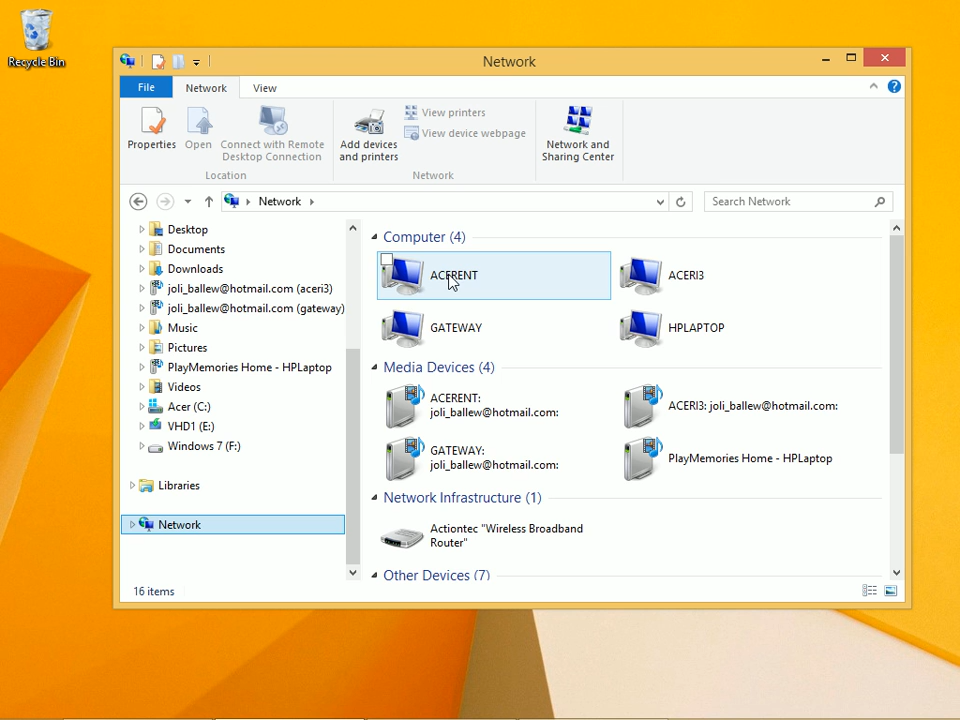 Recycle Bin
Network
File
Network
View
Properties
Open
Connect with Remote
Desktop Connection
Location
Add devices
and printers
View printers
View device webpage
Network
Network and
Sharing Center
Network
Search Network
Desktop
Documents
Downloads
joli_ballew@hotmail.com (aceri3)
joli_ballew@hotmail.com (gateway)
Music
Pictures
PlayMemories Home - HPLaptop
Videos
Acer (C:)
VHD1 (E:)
Windows 7 (F:)
Libraries
Network
Computer (4)
ACERENT
ACERI3
GATEWAY
HPLAPTOP
Media Devices (4)
ACERENT:
joli_ballew@hotmail.com:
ACERI3: joli_ballew@hotmail.com:
GATEWAY:
joli_ballew@hotmail.com:
PlayMemories Home - HPLaptop
Network Infrastructure (1)
Actiontec "Wireless Broadband
Router"
Other Devices (7)
16 items